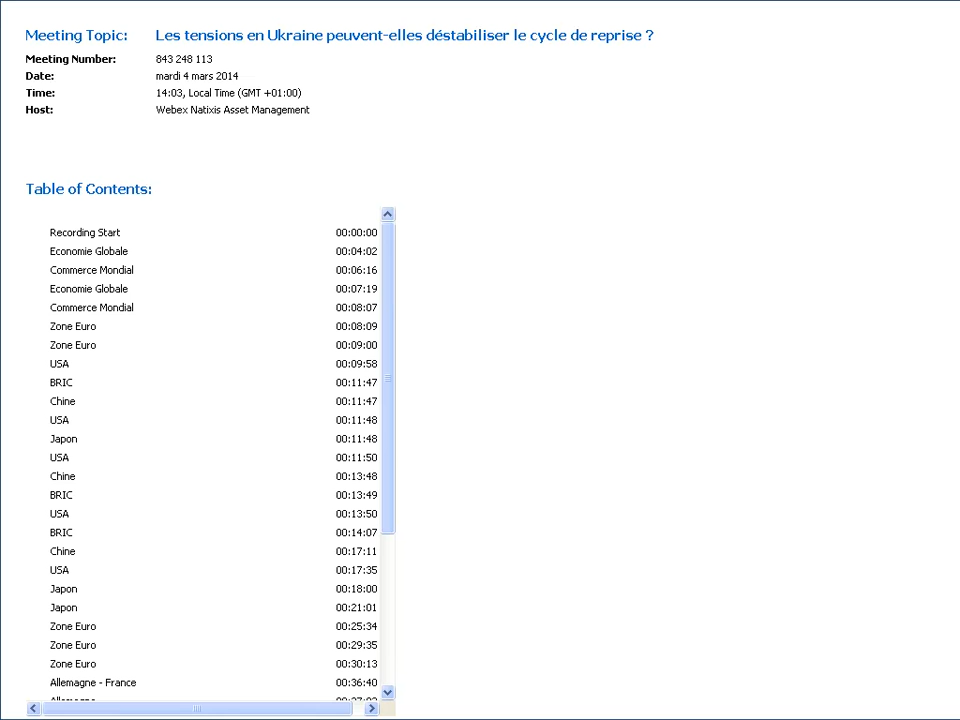 Meeting Topic: Les tensions en Ukraine peuvent-elles déstabiliser le cycle de reprise ?
Meeting Number: 843 248 113
Date: mardi 4 mars 2014
Time: 14:03, Local Time (GMT +01:00)
Host: Webex Natixis Asset Management
Table of Contents:
Recording Start 00:00:00
Economie Globale 00:04:02
Commerce Mondial 00:06:16
Economie Globale 00:07:19
Commerce Mondial 00:08:07
Zone Euro 00:08:09
Zone Euro 00:09:00
USA 00:09:58
BRIC 00:11:47
Chine 00:11:47
USA 00:11:48
Japon 00:11:48
USA 00:11:50
Chine 00:13:48
BRIC 00:13:49
USA 00:13:50
BRIC 00:14:07
Chine 00:17:11
USA 00:17:35
Japon 00:18:00
Japon 00:21:01
Zone Euro 00:25:34
Zone Euro 00:29:35
Zone Euro 00:30:13
Allemagne - France 00:36:40